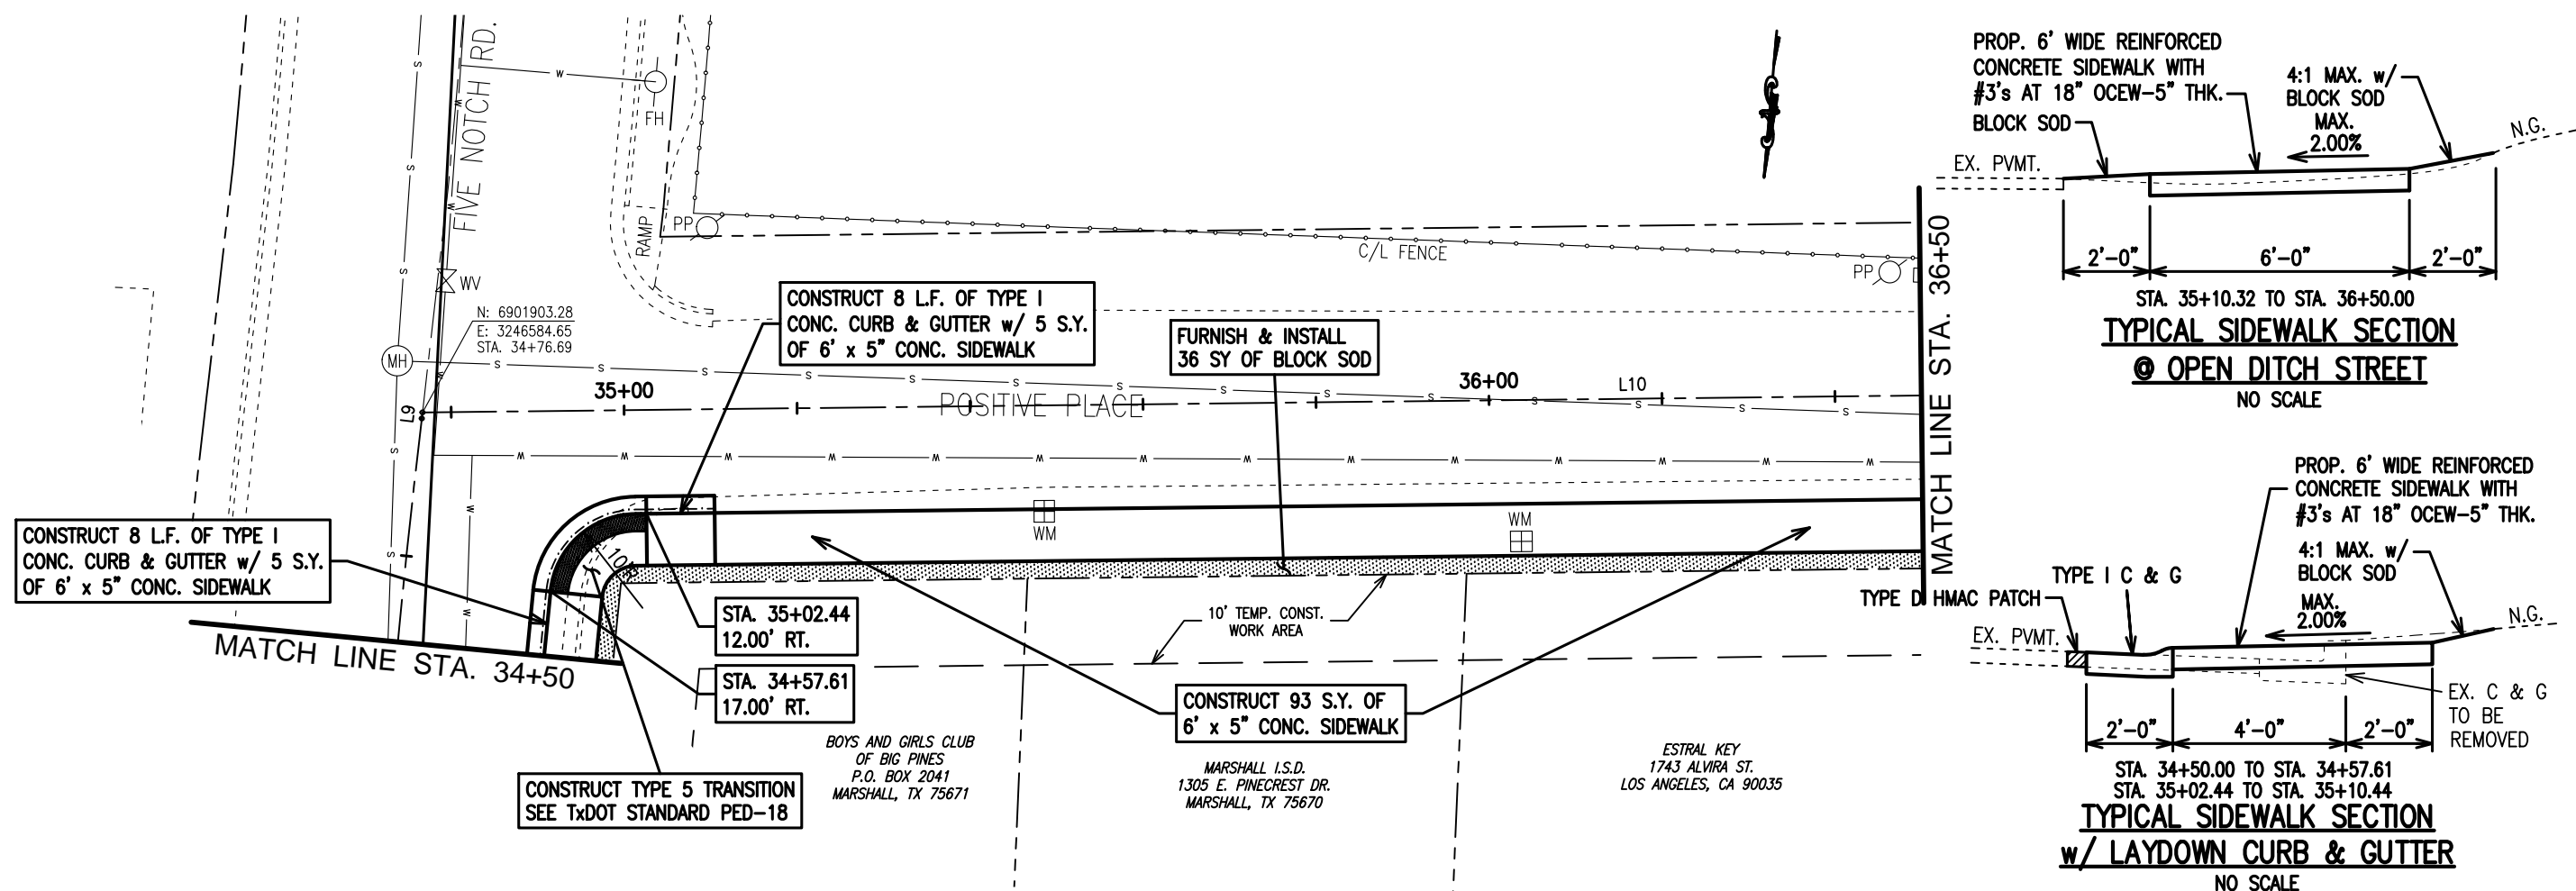 FIVE NOTCH RD.
W
FH
RAMP
PP
WV
N: 6901903.28
E: 3246584.65
STA. 34+76.69
MH
L9
CONSTRUCT 8 L.F. OF TYPE I
CONC. CURB & GUTTER w/ 5 S.Y.
OF 6' x 5" CONC. SIDEWALK
C/L FENCE
PP
MATCH LINE STA. 36+50
FURNISH & INSTALL
36 SY OF BLOCK SOD
35+00
36+00
L10
POSITIVE PLACE
S S S S S S S S S S S S S
W W W W W W W W W W W W W W
CONSTRUCT 8 L.F. OF TYPE I
CONC. CURB & GUTTER w/ 5 S.Y.
OF 6' x 5" CONC. SIDEWALK
MATCH LINE STA. 34+50
10'R
WM
WM
STA. 35+02.44
12.00' RT.
STA. 34+57.61
17.00' RT.
10' TEMP. CONST.
WORK AREA
CONSTRUCT 93 S.Y. OF
6' x 5" CONC. SIDEWALK
CONSTRUCT TYPE 5 TRANSITION
SEE TxDOT STANDARD PED-18
BOYS AND GIRLS CLUB
OF BIG PINES
P.O. BOX 2041
MARSHALL, TX 75671
MARSHALL I.S.D.
1305 E. PINECREST DR.
MARSHALL, TX 75670
ESTRAL KEY
1743 ALVIRA ST.
LOS ANGELES, CA 90035
PROP. 6' WIDE REINFORCED
CONCRETE SIDEWALK WITH
#3's AT 18" OCEW-5" THK.
BLOCK SOD
4:1 MAX. w/
BLOCK SOD
MAX.
2.00%
N.G.
EX. PVMT.
2'-0" 6'-0" 2'-0"
STA. 35+10.32 TO STA. 36+50.00
TYPICAL SIDEWALK SECTION
@ OPEN DITCH STREET
NO SCALE
PROP. 6' WIDE REINFORCED
CONCRETE SIDEWALK WITH
#3's AT 18" OCEW-5" THK.
4:1 MAX. w/
BLOCK SOD
TYPE I C & G
TYPE D HMAC PATCH
MAX.
2.00%
N.G.
EX. PVMT.
EX. C & G
TO BE
REMOVED
2'-0" 4'-0" 2'-0"
STA. 34+50.00 TO STA. 34+57.61
STA. 35+02.44 TO STA. 35+10.44
TYPICAL SIDEWALK SECTION
w/ LAYDOWN CURB & GUTTER
NO SCALE